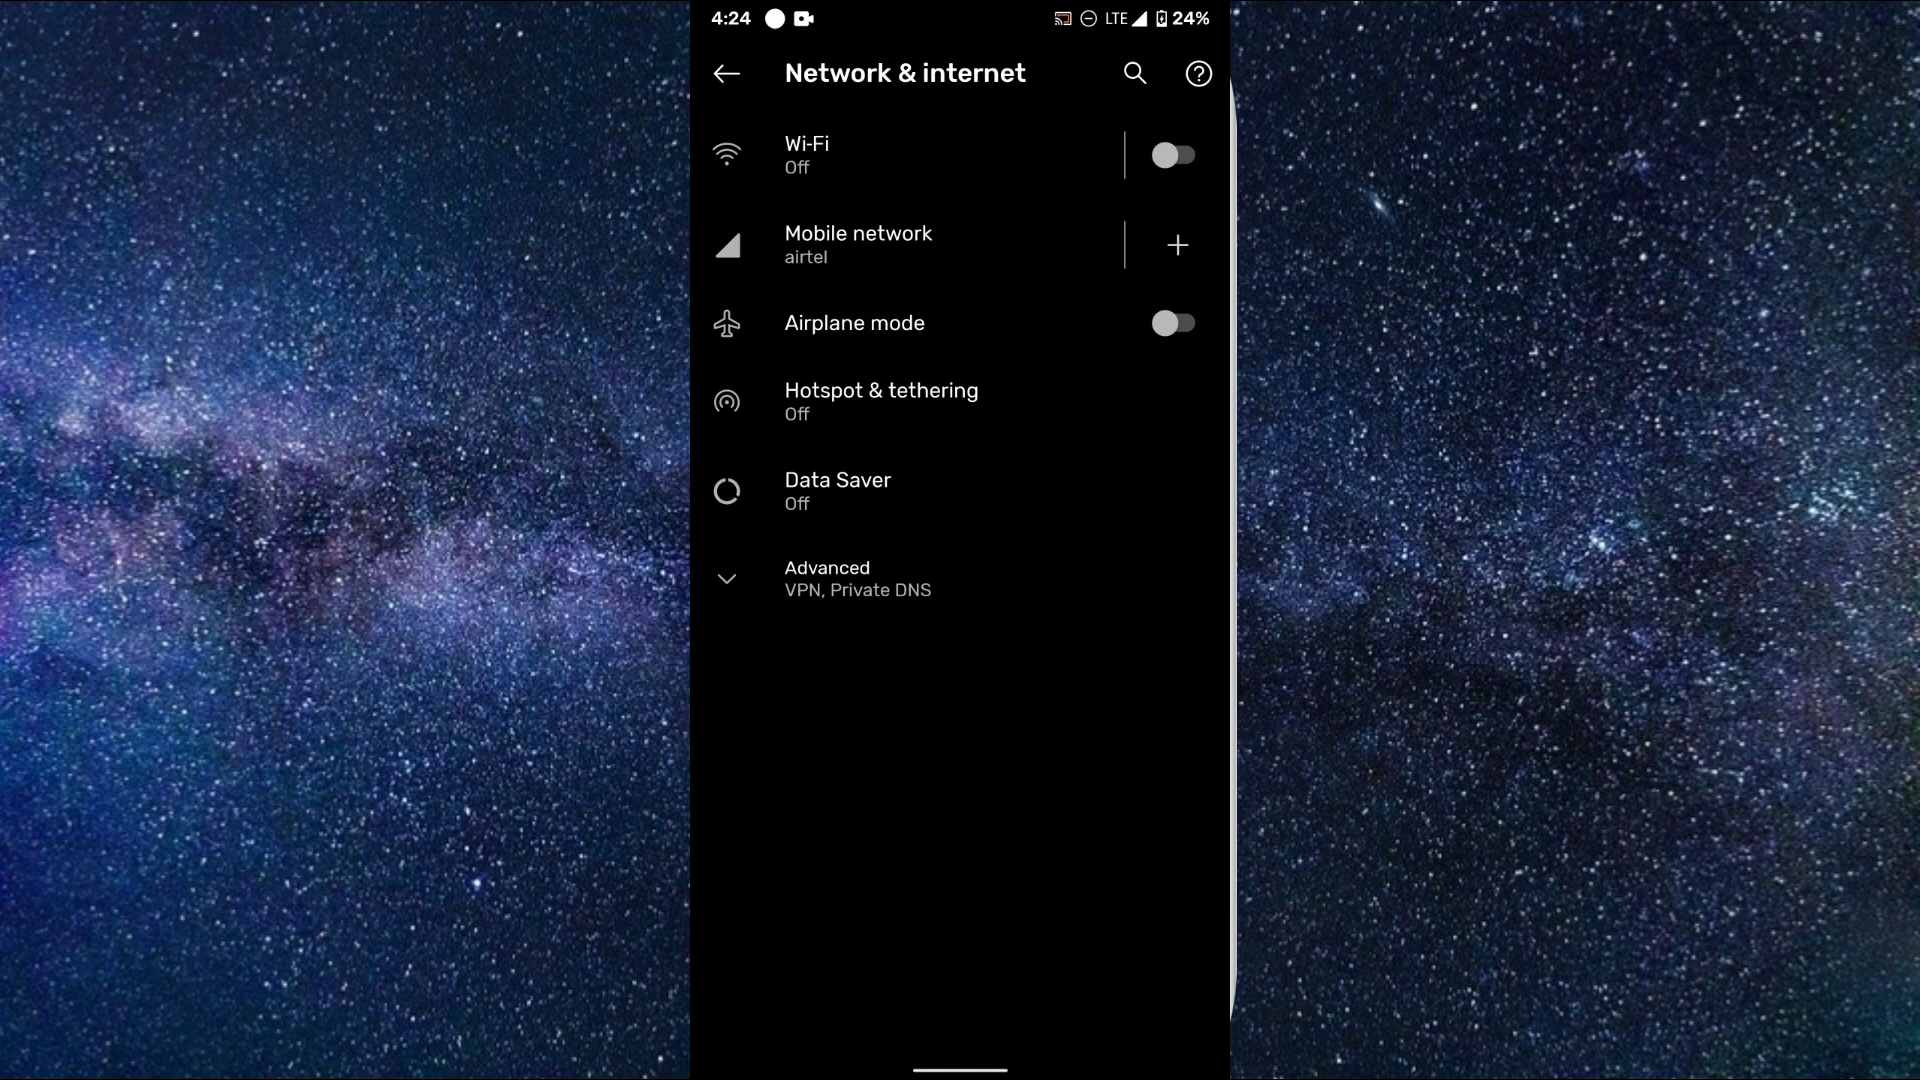 4:24 LTE 24%
Network & internet
Wi-Fi
Off
Mobile network
airtel
Airplane mode
Hotspot & tethering
Off
Data Saver
Off
Advanced
VPN, Private DNS